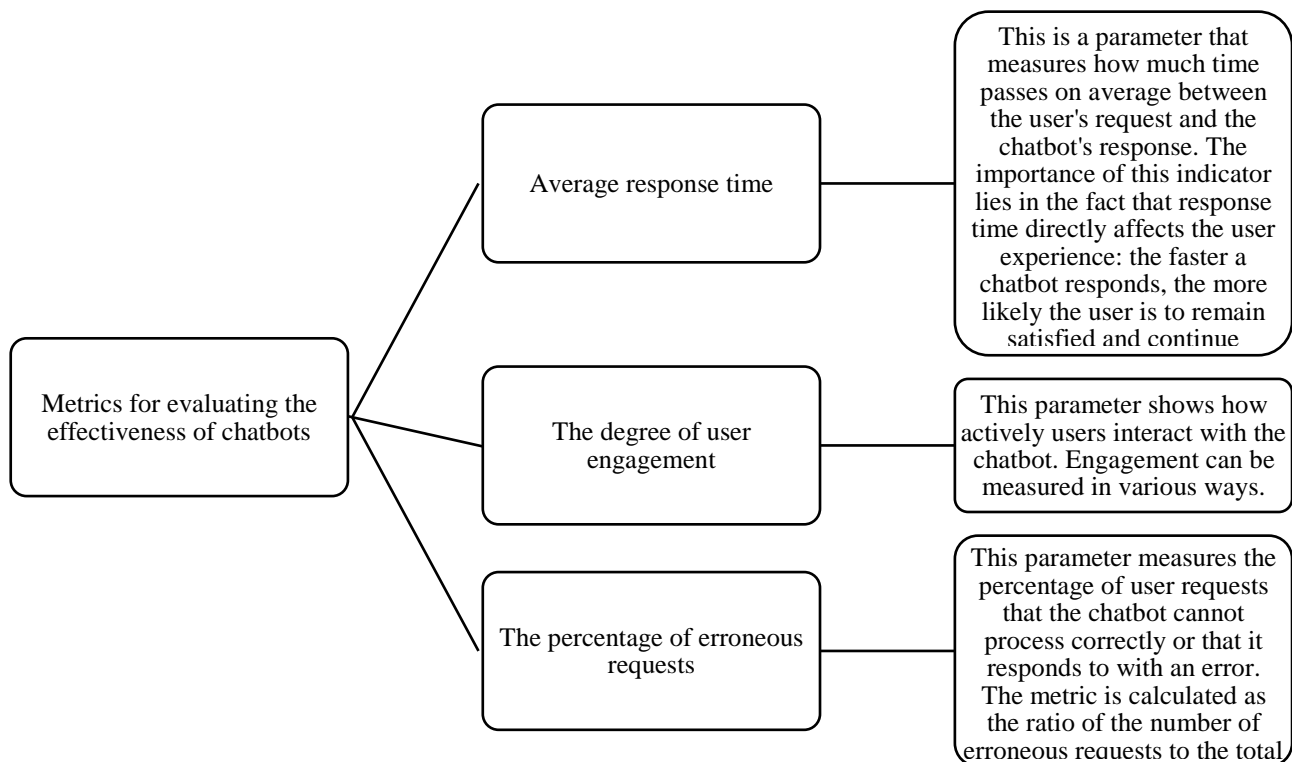 Metrics for evaluating the
effectiveness of chatbots
Average response time
This is a parameter that
measures how much time
passes on average between
the user's request and the
chatbot's response. The
importance of this indicator
lies in the fact that response
time directly affects the user
experience: the faster a
chatbot responds, the more
likely the user is to remain
satisfied and continue
The degree of user
engagement
This parameter shows how
actively users interact with the
chatbot. Engagement can be
measured in various ways.
The percentage of erroneous
requests
This parameter measures the
percentage of user requests
that the chatbot cannot
process correctly or that it
responds to with an error.
The metric is calculated as
the ratio of the number of
erroneous requests to the total